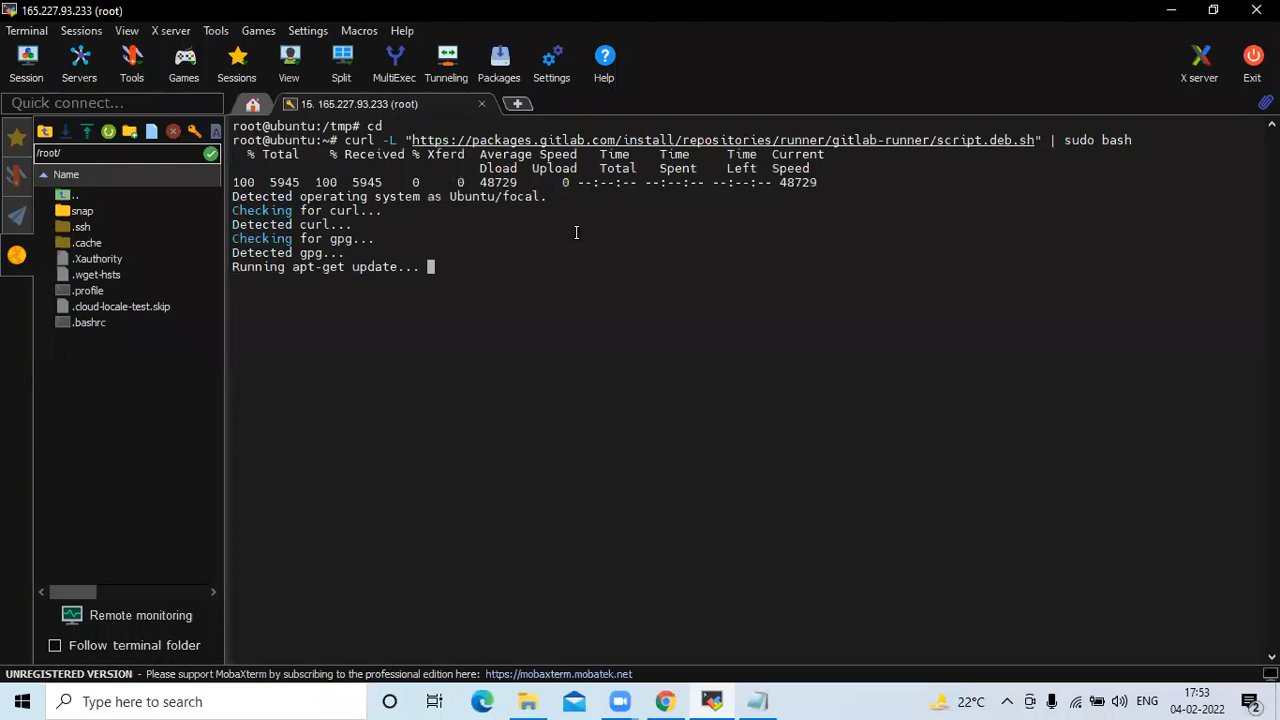 165.227.93.233 (root)
Terminal Sessions View X server Tools Games Settings Macros Help
Session Servers Tools Games Sessions View Split MultiExec Tunneling Packages Settings Help X server Exit
Quick connect...
15. 165.227.93.233 (root)
/root/
Name
..
snap
.ssh
.cache
.Xauthority
.wget-hsts
.profile
.cloud-locale-test.skip
.bashrc
Remote monitoring
Follow terminal folder
root@ubuntu:/tmp# cd
root@ubuntu:~# curl -L "https://packages.gitlab.com/install/repositories/runner/gitlab-runner/script.deb.sh" | sudo bash
% Total % Received % Xferd Average Speed Time Time Time Current
Dload Upload Total Spent Left Speed
100 5945 100 5945 0 0 48729 0 --:--:-- --:--:-- --:--:-- 48729
Detected operating system as Ubuntu/focal.
Checking for curl...
Detected curl...
Checking for gpg...
Detected gpg...
Running apt-get update...
UNREGISTERED VERSION - Please support MobaXterm by subscribing to the professional edition here: https://mobaxterm.mobatek.net
Type here to search
22°C
ENG
17:53
04-02-2022
2